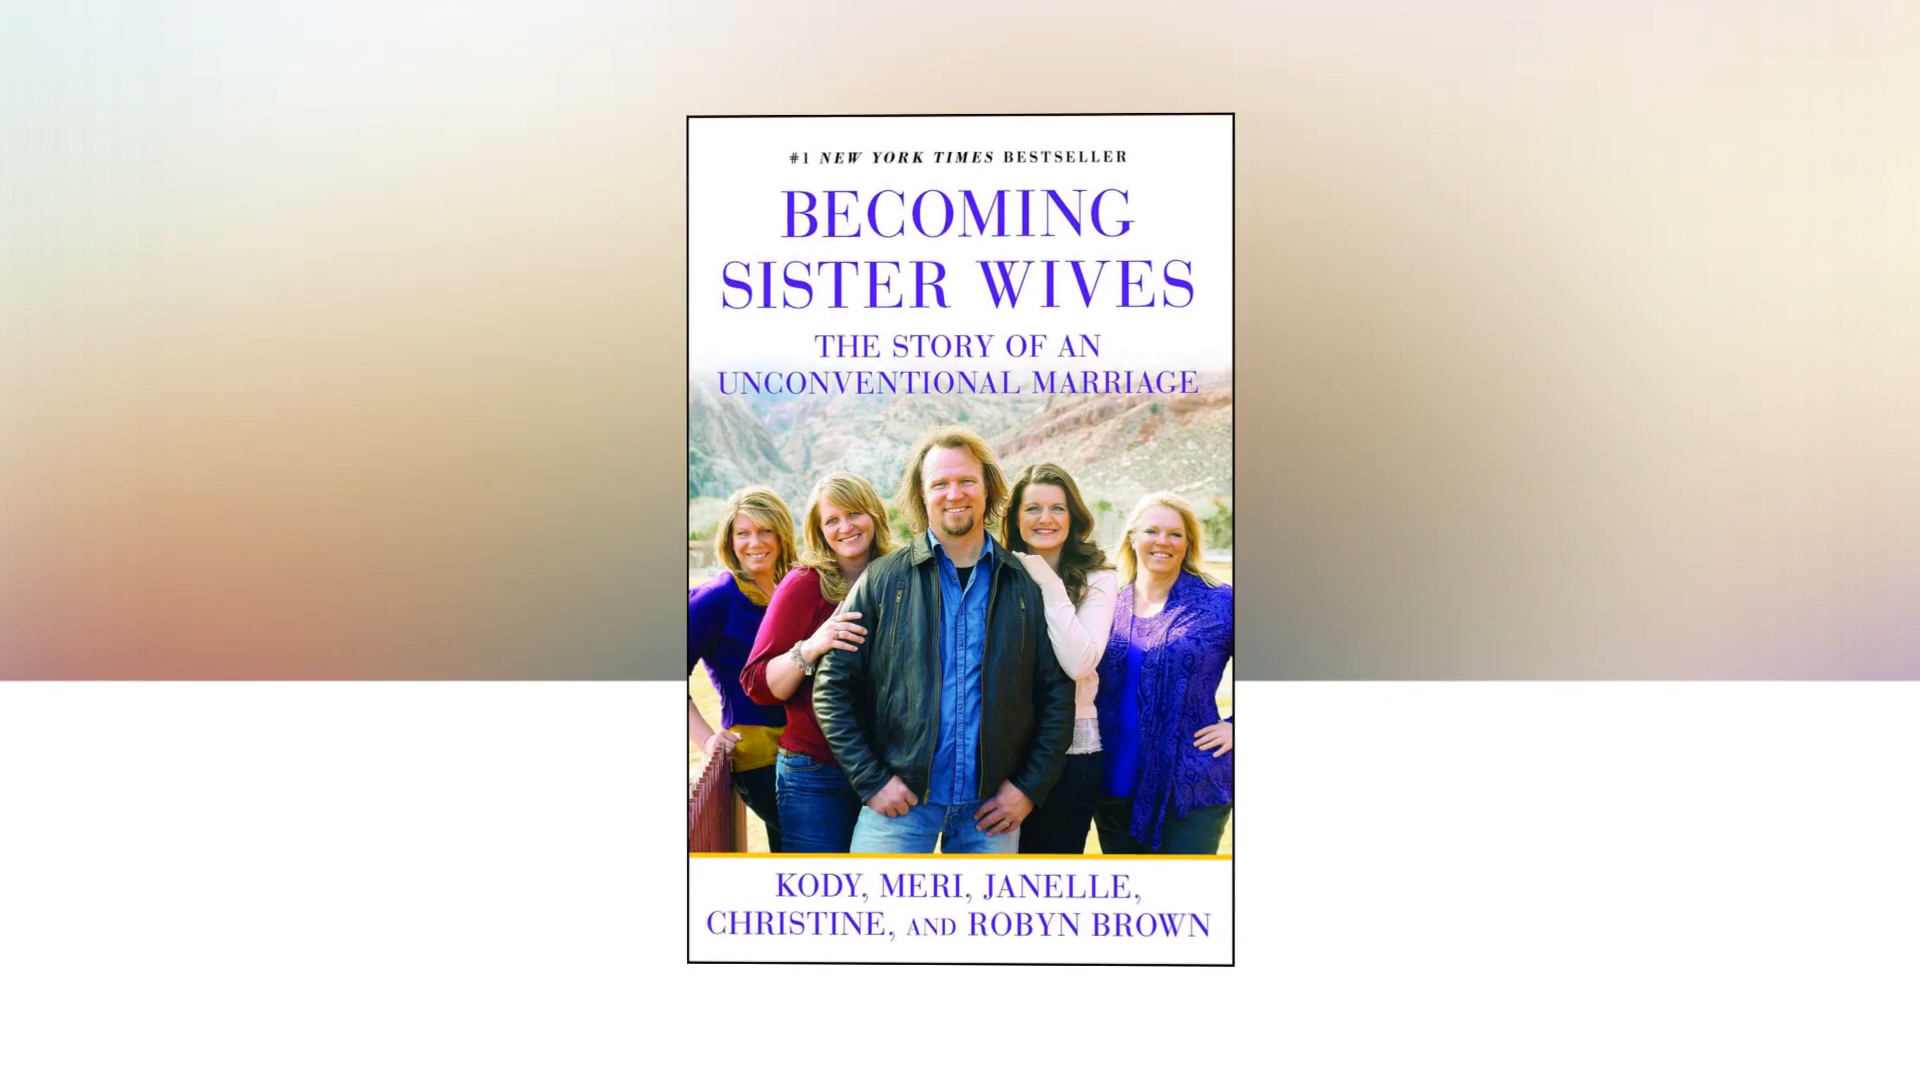 #1 NEW YORK TIMES BESTSELLER
BECOMING
SISTER WIVES
THE STORY OF AN
UNCONVENTIONAL MARRIAGE
KODY, MERI, JANELLE,
CHRISTINE, AND ROBYN BROWN